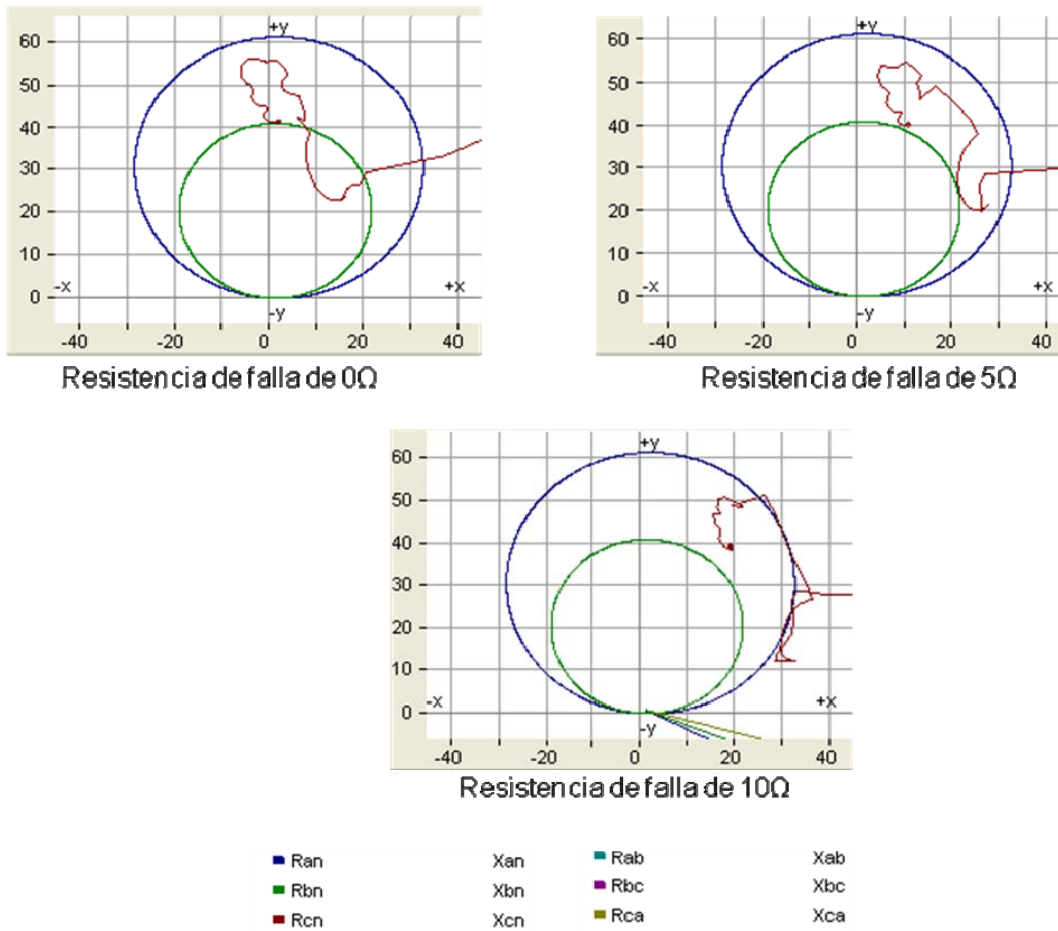 +y
60
50
40
30
20
10
0
-x
+x
-y
-40
-20
0
20
40
Resistencia de falla de 0Ω
+y
60
50
40
30
20
10
0
-x
+x
-y
-40
-20
0
20
40
Resistencia de falla de 5Ω
+y
60
50
40
30
20
10
0
-x
+x
-y
-40
-20
0
20
40
Resistencia de falla de 10Ω
Ran Xan Rab Xab
Rbn Xbn Rbc Xbc
Rcn Xcn Rca Xca